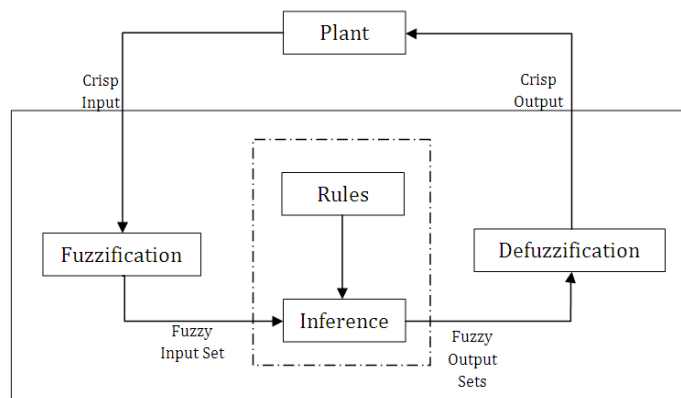 Plant
Crisp
Input
Crisp
Output
Rules
Fuzzification
Defuzzification
Inference
Fuzzy
Input Set
Fuzzy
Output
Sets